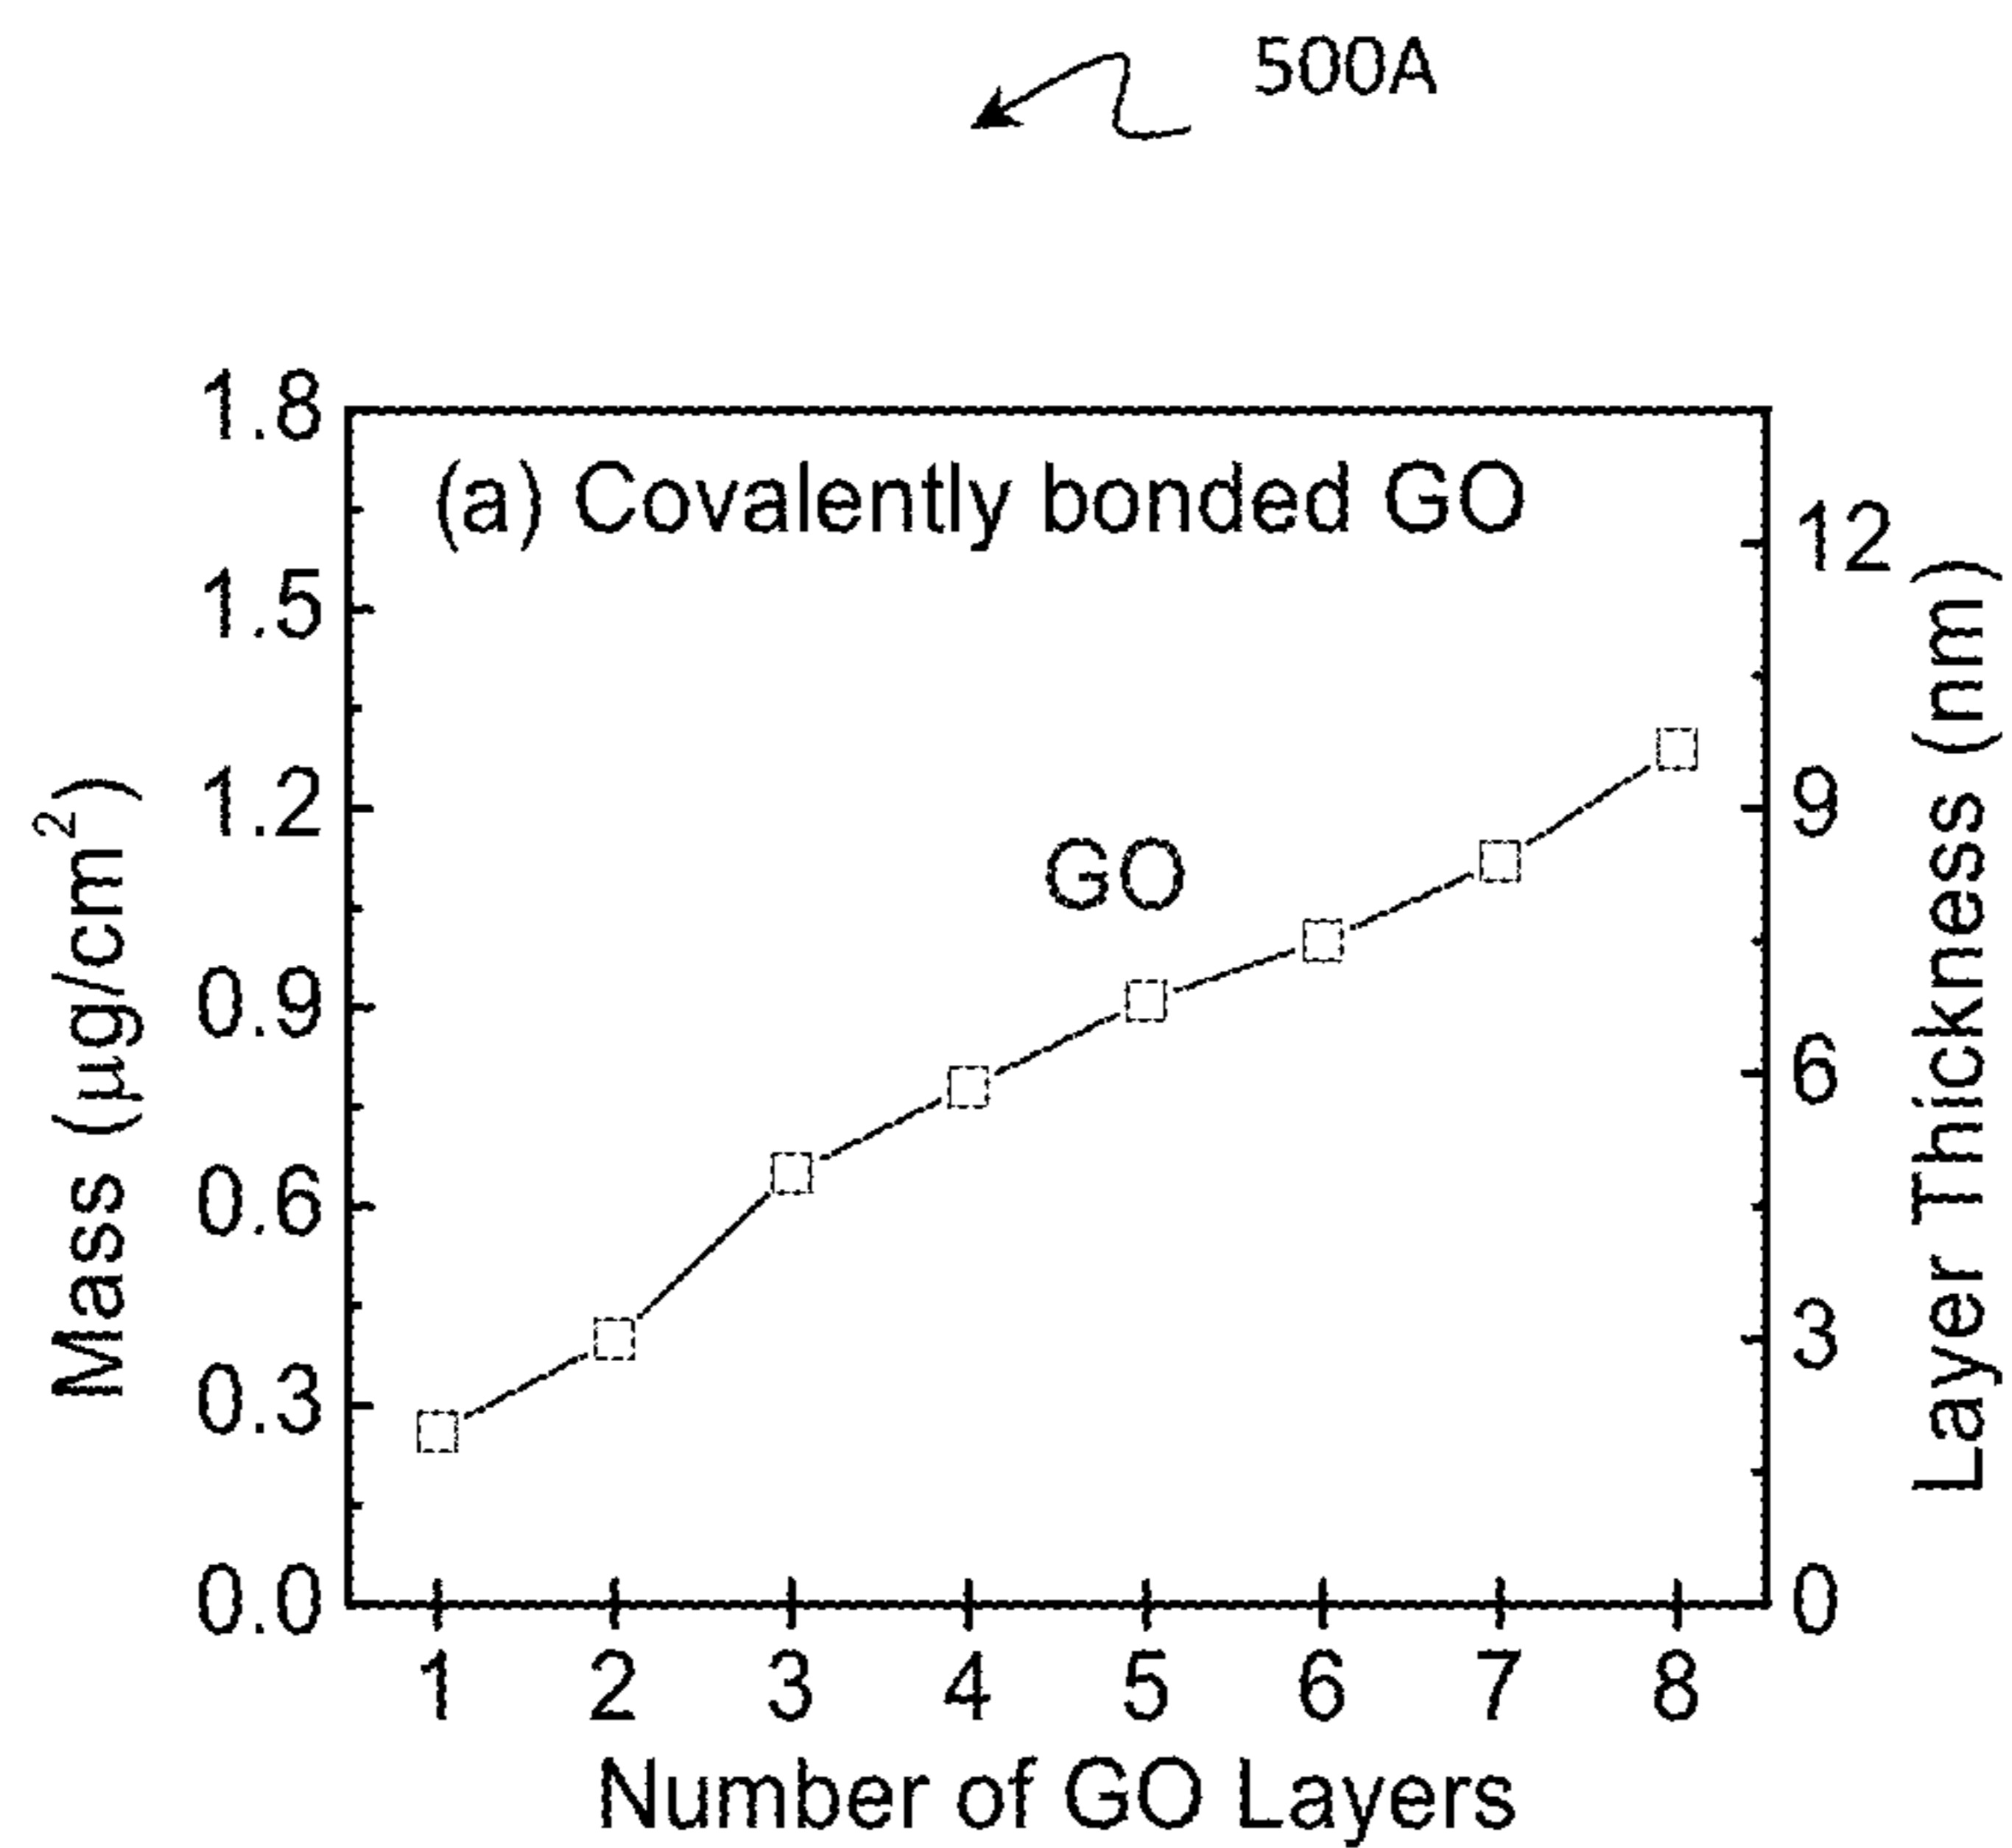 500A
(a) Covalently bonded GO
GO
1.8
1.5
1.2
0.9
0.6
0.3
0.0
Mass (µg/cm²)
12
9
6
3
0
Layer Thickness (nm)
1 2 3 4 5 6 7 8
Number of GO Layers